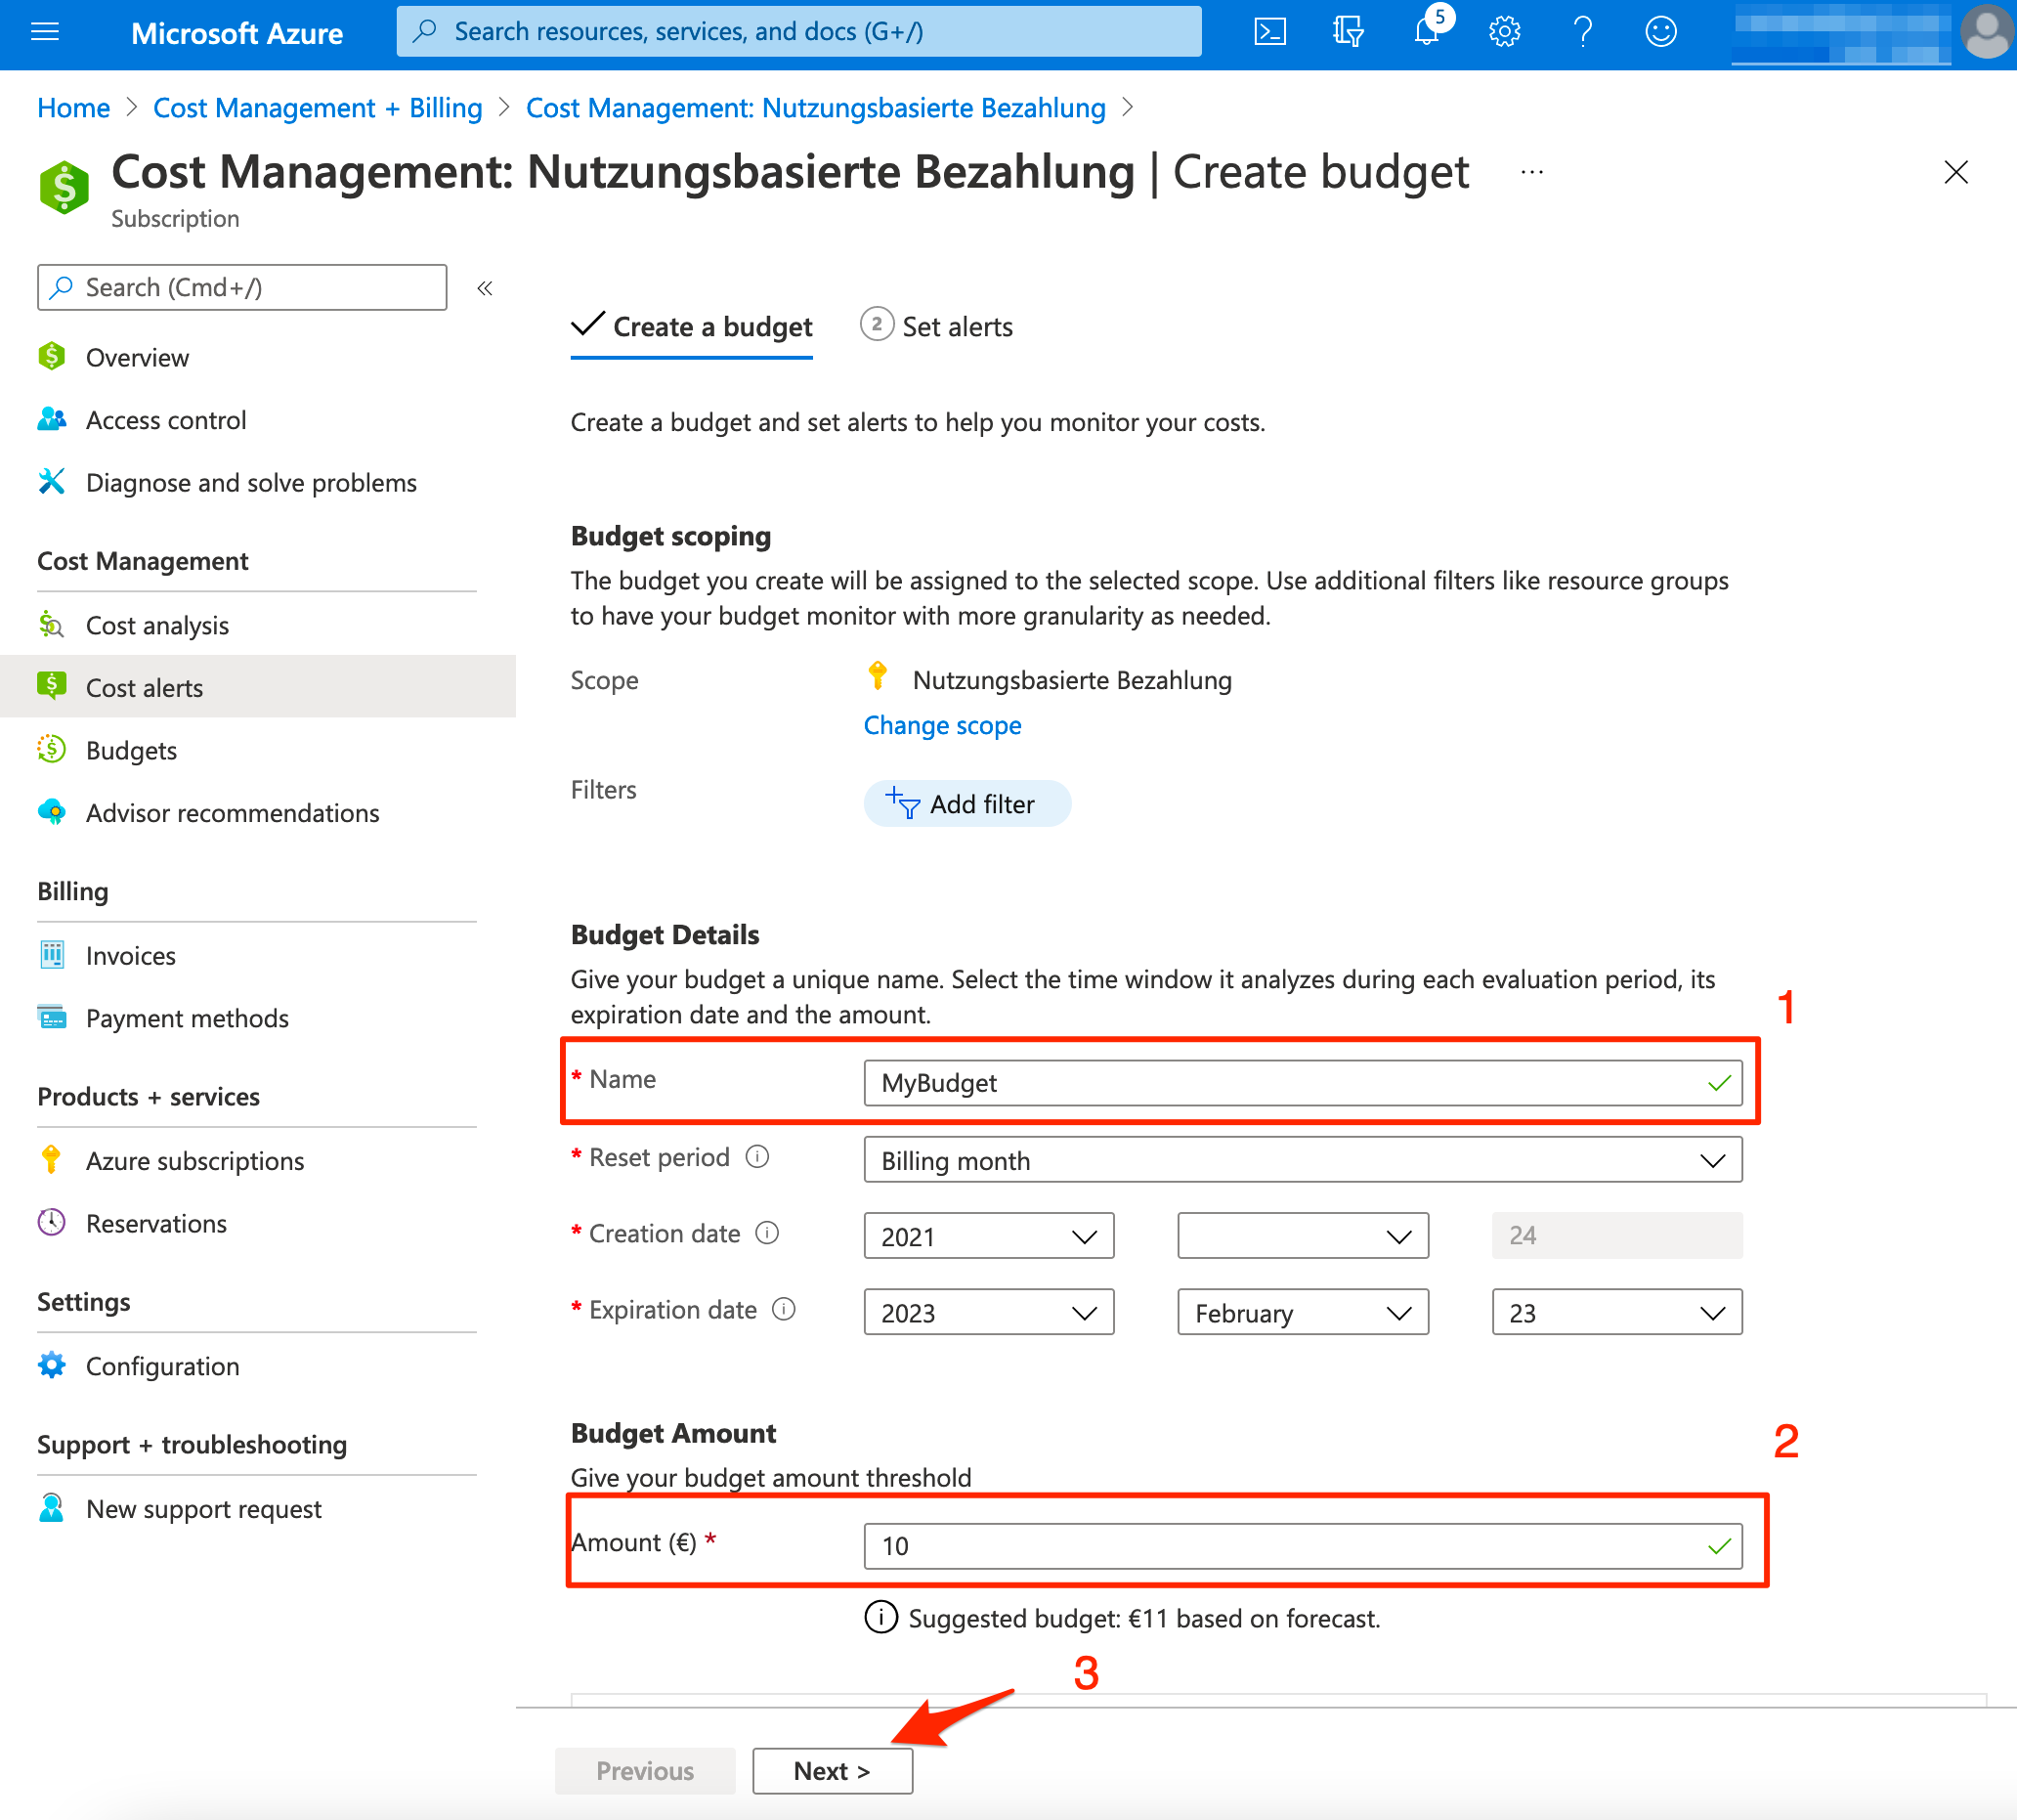 Microsoft Azure
Search resources, services, and docs (G+/)
5
Home > Cost Management + Billing > Cost Management: Nutzungsbasierte Bezahlung >
Cost Management: Nutzungsbasierte Bezahlung | Create budget ...
Subscription
Search (Cmd+/)
«
Overview
Access control
Diagnose and solve problems
Cost Management
Cost analysis
Cost alerts
Budgets
Advisor recommendations
Billing
Invoices
Payment methods
Products + services
Azure subscriptions
Reservations
Settings
Configuration
Support + troubleshooting
New support request
Create a budget
2 Set alerts
Create a budget and set alerts to help you monitor your costs.
Budget scoping
The budget you create will be assigned to the selected scope. Use additional filters like resource groups
to have your budget monitor with more granularity as needed.
Scope
Nutzungsbasierte Bezahlung
Change scope
Filters
Add filter
Budget Details
Give your budget a unique name. Select the time window it analyzes during each evaluation period, its
expiration date and the amount.
1
* Name
MyBudget
* Reset period
Billing month
* Creation date
2021
24
* Expiration date
2023
February
23
Budget Amount
2
Give your budget amount threshold
Amount (€) *
10
Suggested budget: €11 based on forecast.
3
Previous
Next >